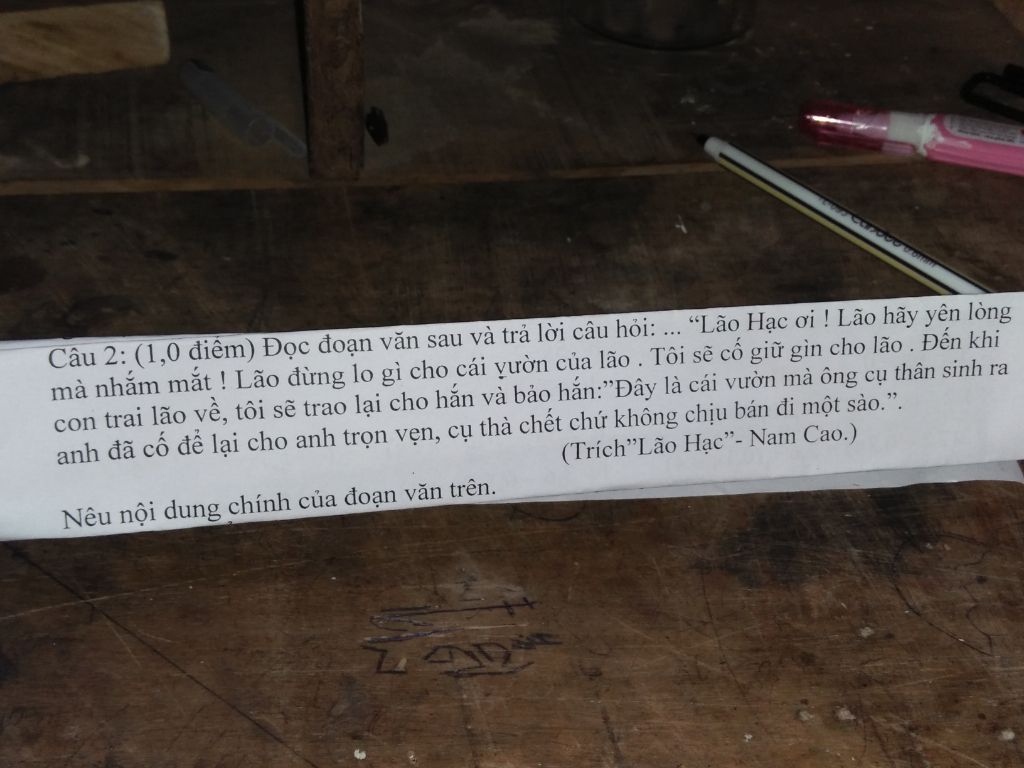 Câu 2: (1,0 điểm) Đọc đoạn văn sau và trả lời câu hỏi: ... “Lão Hạc ơi ! Lão hãy yên lòng
mà nhắm mắt ! Lão đừng lo gì cho cái vườn của lão . Tôi sẽ cố giữ gìn cho lão . Đến khi
con trai lão về, tôi sẽ trao lại cho hắn và bảo hắn:”Đây là cái vườn mà ông cụ thân sinh ra
anh đã cố để lại cho anh trọn vẹn, cụ thà chết chứ không chịu bán đi một sào.”.
(Trích”Lão Hạc”- Nam Cao.)
Nêu nội dung chính của đoạn văn trên.